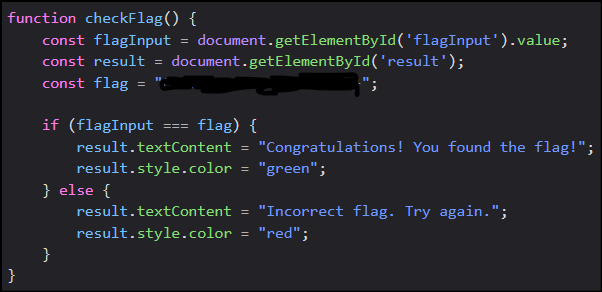 function checkFlag() {
const flagInput = document.getElementById('flagInput').value;
const result = document.getElementById('result');
const flag = "";

if (flagInput === flag) {
result.textContent = "Congratulations! You found the flag!";
result.style.color = "green";
} else {
result.textContent = "Incorrect flag. Try again.";
result.style.color = "red";
}
}